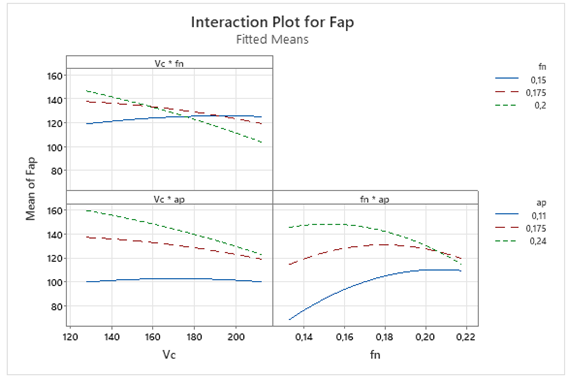 Interaction Plot for Fap
Fitted Means
Vc * fn
160
140
120
100
80
fn
0,15
0,175
0,2
Mean of Fap
Vc * ap
fn * ap
160
140
120
100
80
ap
0,11
0,175
0,24
120 140 160 180 200
0,14 0,16 0,18 0,20 0,22
Vc
fn